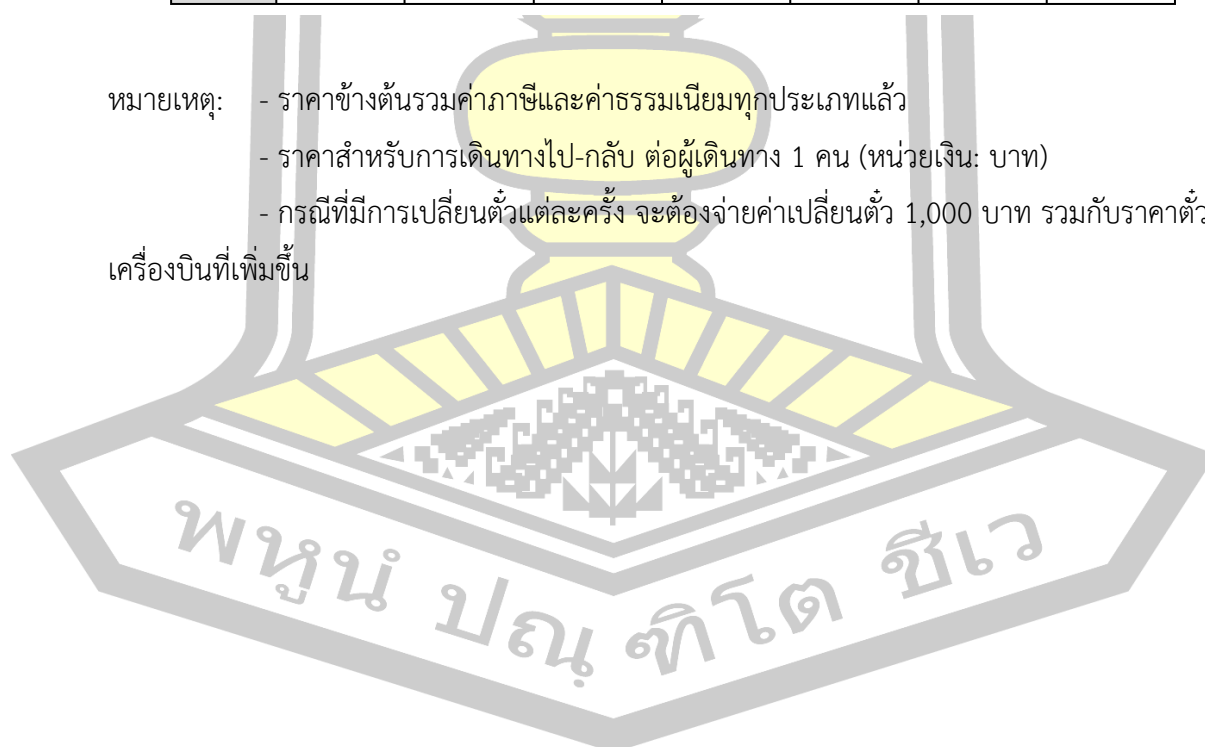 หมายเหตุ: - ราคาข้างต้นรวมค่าภาษีและค่าธรรมเนียมทุกประเภทแล้ว
- ราคาสำหรับการเดินทางไป-กลับ ต่อผู้เดินทาง 1 คน (หน่วยเงิน: บาท)
- กรณีที่มีการเปลี่ยนตั๋วแต่ละครั้ง จะต้องจ่ายค่าเปลี่ยนตั๋ว 1,000 บาท รวมกับราคาตั๋ว
เครื่องบินที่เพิ่มขึ้น
พหูนํ ปณฺฑิโต ชีเว